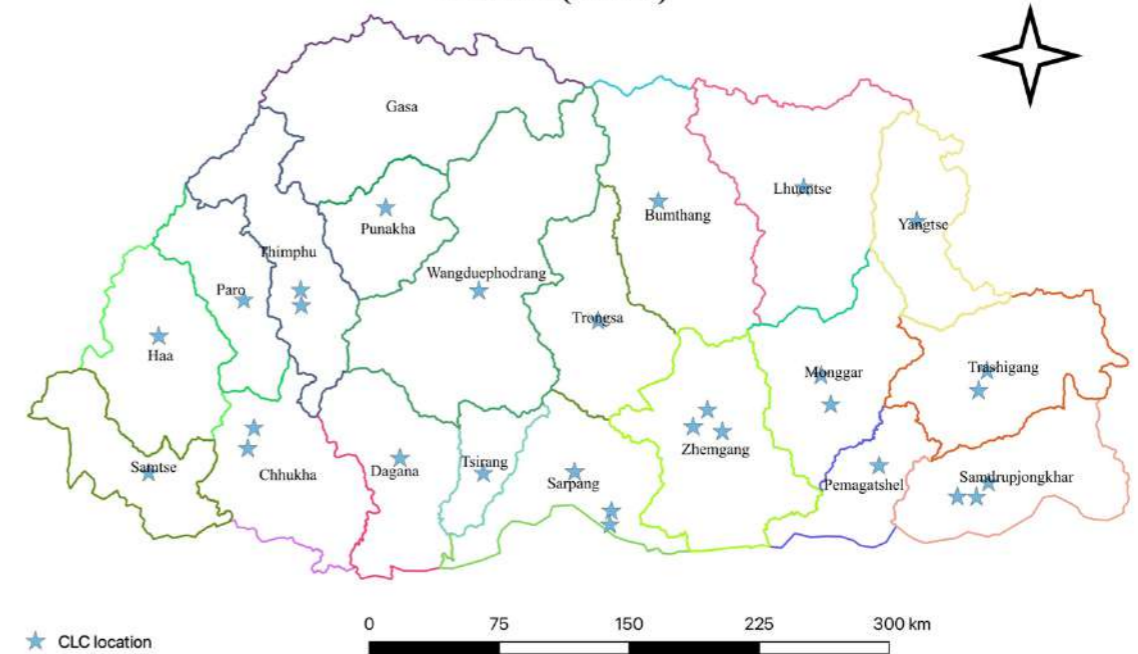 Gasa
Lhuentse
Bumthang
Punakha
Yangtse
Thimphu
Wangduephodrang
Paro
Trongsa
Haa
Monggar
Trashigang
Zhemgang
Samtse
Chhukha
Dagana
Tsirang
Sarpang
Pemagatshel
Samdrupjongkhar
0 75 150 225 300 km
CLC location